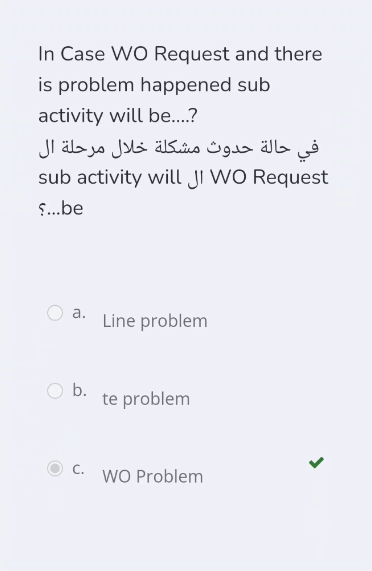 In Case WO Request and there
is problem happened sub
activity will be....?
في حالة حدوث مشكلة خلال مرحلة ال
sub activity will ال WO Request
be...؟
a. Line problem
b. te problem
c. WO Problem